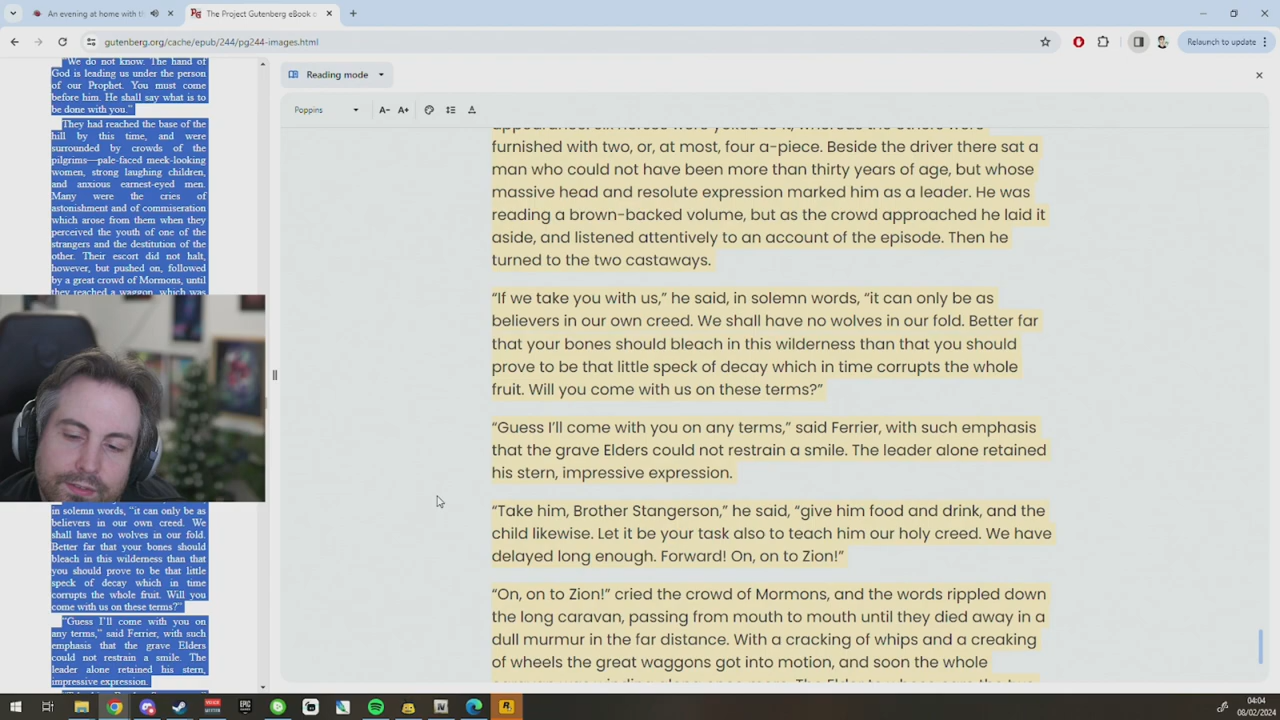 An evening at home with th
The Project Gutenberg eBook o
gutenberg.org/cache/epub/244/pg244-images.html
Relaunch to update
"We do not know. The hand of
God is leading us under the person
of our Prophet. You must come
before him. He shall say what is to
be done with you."
They had reached the base of the
hill by this time, and were
surrounded by crowds of the
pilgrims—pale-faced meek-looking
women, strong laughing children,
and anxious earnest-eyed men.
Many were the cries of
astonishment and of commiseration
which arose from them when they
perceived the youth of one of the
strangers and the destitution of the
other. Their escort did not halt,
however, but pushed on, followed
by a great crowd of Mormons, until
they reached a waggon, which was
in solemn words, "it can only be as
believers in our own creed. We
shall have no wolves in our fold.
Better far that your bones should
bleach in this wilderness than that
you should prove to be that little
speck of decay which in time
corrupts the whole fruit. Will you
come with us on these terms?"
"Guess I'll come with you on
any terms," said Ferrier, with such
emphasis that the grave Elders
could not restrain a smile. The
leader alone retained his stern,
impressive expression.
Reading mode
Poppins
A- A+
furnished with two, or, at most, four a-piece. Beside the driver there sat a
man who could not have been more than thirty years of age, but whose
massive head and resolute expression marked him as a leader. He was
reading a brown-backed volume, but as the crowd approached he laid it
aside, and listened attentively to an account of the episode. Then he
turned to the two castaways.
“If we take you with us,” he said, in solemn words, “it can only be as
believers in our own creed. We shall have no wolves in our fold. Better far
that your bones should bleach in this wilderness than that you should
prove to be that little speck of decay which in time corrupts the whole
fruit. Will you come with us on these terms?”
“Guess I’ll come with you on any terms,” said Ferrier, with such emphasis
that the grave Elders could not restrain a smile. The leader alone retained
his stern, impressive expression.
“Take him, Brother Stangerson,” he said, “give him food and drink, and the
child likewise. Let it be your task also to teach him our holy creed. We have
delayed long enough. Forward! On, on to Zion!”
“On, on to Zion!” cried the crowd of Mormons, and the words rippled down
the long caravan, passing from mouth to mouth until they died away in a
dull murmur in the far distance. With a cracking of whips and a creaking
of wheels the great waggons got into motion, and soon the whole
04:04
08/02/2024